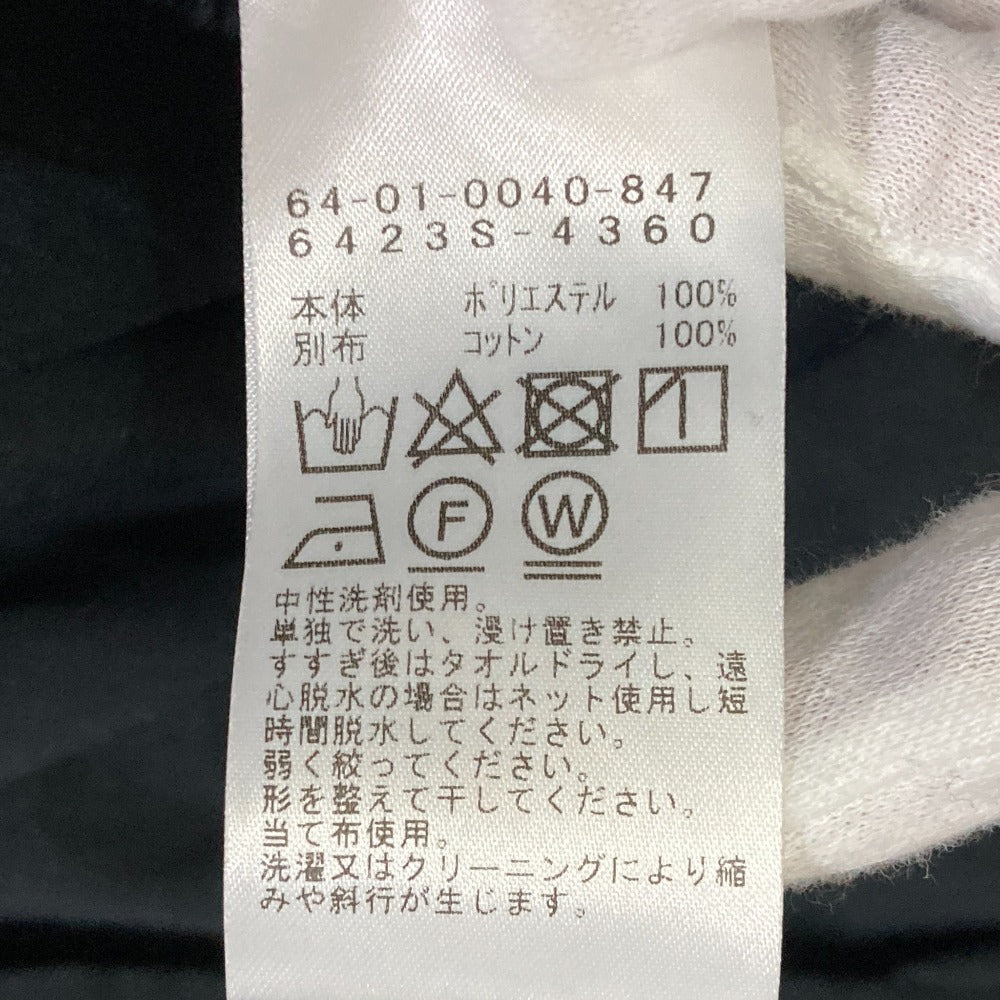 64-01-0040-847
6423S-4360
本体 ポリエステル 100%
別布 コットン 100%
F W
中性洗剤使用。
単独で洗い、浸け置き禁止。
すすぎ後はタオルドライし、遠
心脱水の場合はネット使用し短
時間脱水してください。
弱く絞ってください。
形を整えて干してください。
当て布使用。
洗濯又はクリーニングにより縮
みや斜行が生じます。